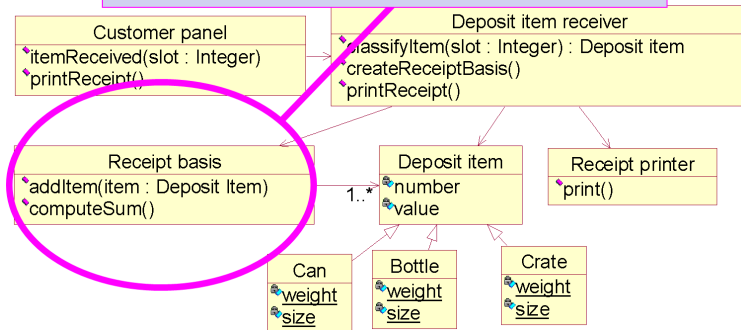 Customer panel
itemReceived(slot : Integer)
printReceipt()
Deposit item receiver
classifyItem(slot : Integer) : Deposit item
createReceiptBasis()
printReceipt()
Receipt basis
addItem(item : Deposit Item)
computeSum()
1..*
Deposit item
number
value
Receipt printer
print()
Can
weight
size
Bottle
weight
size
Crate
weight
size